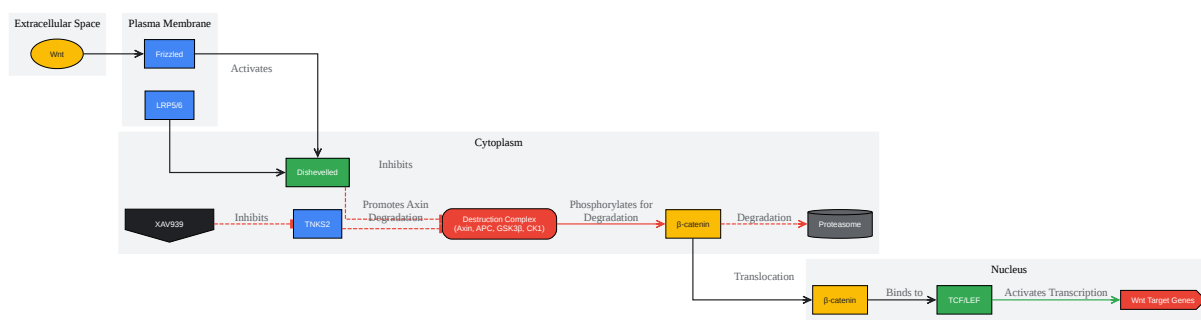 Extracellular Space
Plasma Membrane
Wnt
Frizzled
Activates
LRP5/6
Cytoplasm
Dishevelled
Inhibits
XAV939
Inhibits
TNKS2
Promotes Axin
Degradation
Destruction Complex
(Axin, APC, GSK3β, CK1)
Phosphorylates for
Degradation
β-catenin
Degradation
Proteasome
Translocation
Nucleus
β-catenin
Binds to
TCF/LEF
Activates Transcription
Wnt Target Genes